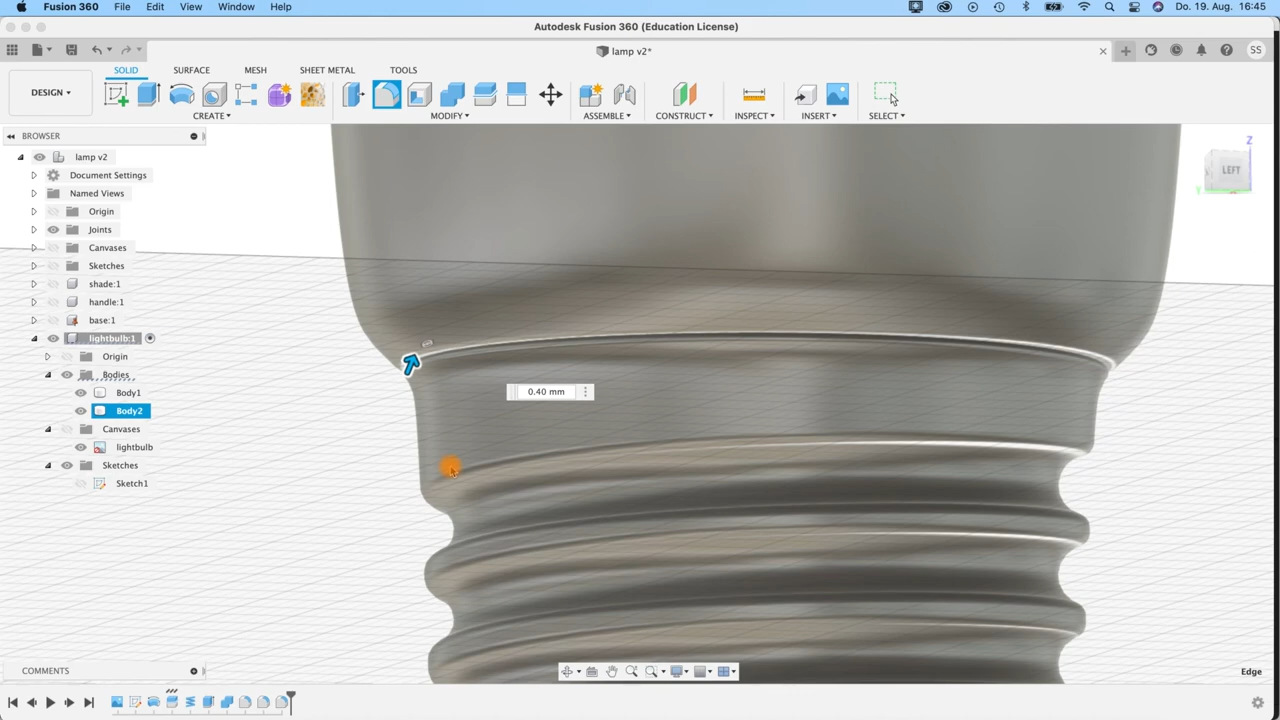 Fusion 360 File Edit View Window Help Do. 19. Aug. 16:45
Autodesk Fusion 360 (Education License)
lamp v2*
SS
DESIGN
SOLID SURFACE MESH SHEET METAL TOOLS
CREATE MODIFY ASSEMBLE CONSTRUCT INSPECT INSERT SELECT
BROWSER
lamp v2
Document Settings
Named Views
Origin
Joints
Canvases
Sketches
shade:1
handle:1
base:1
lightbulb:1
Origin
Bodies
Body1
Body2
Canvases
lightbulb
Sketches
Sketch1
Z
LEFT
Y
0.40 mm
COMMENTS
Edge